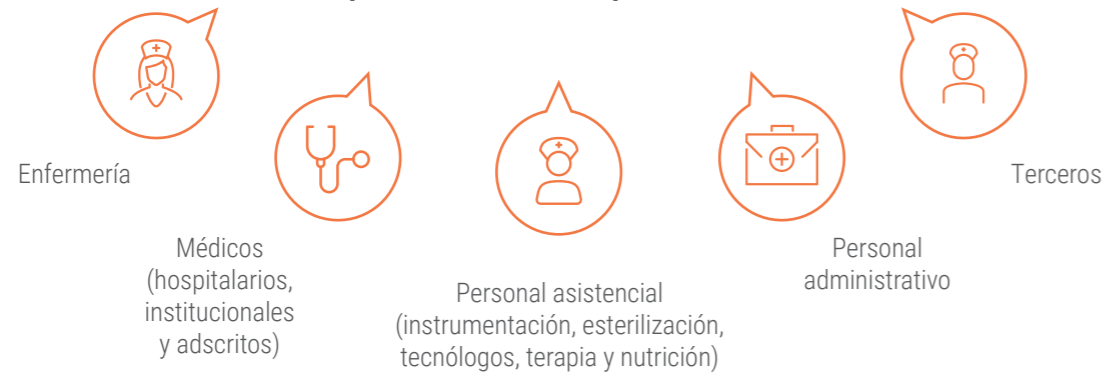 Enfermería
Médicos
(hospitalarios,
institucionales
y adscritos)
Personal asistencial
(instrumentación, esterilización,
tecnólogos, terapia y nutrición)
Personal
administrativo
Terceros